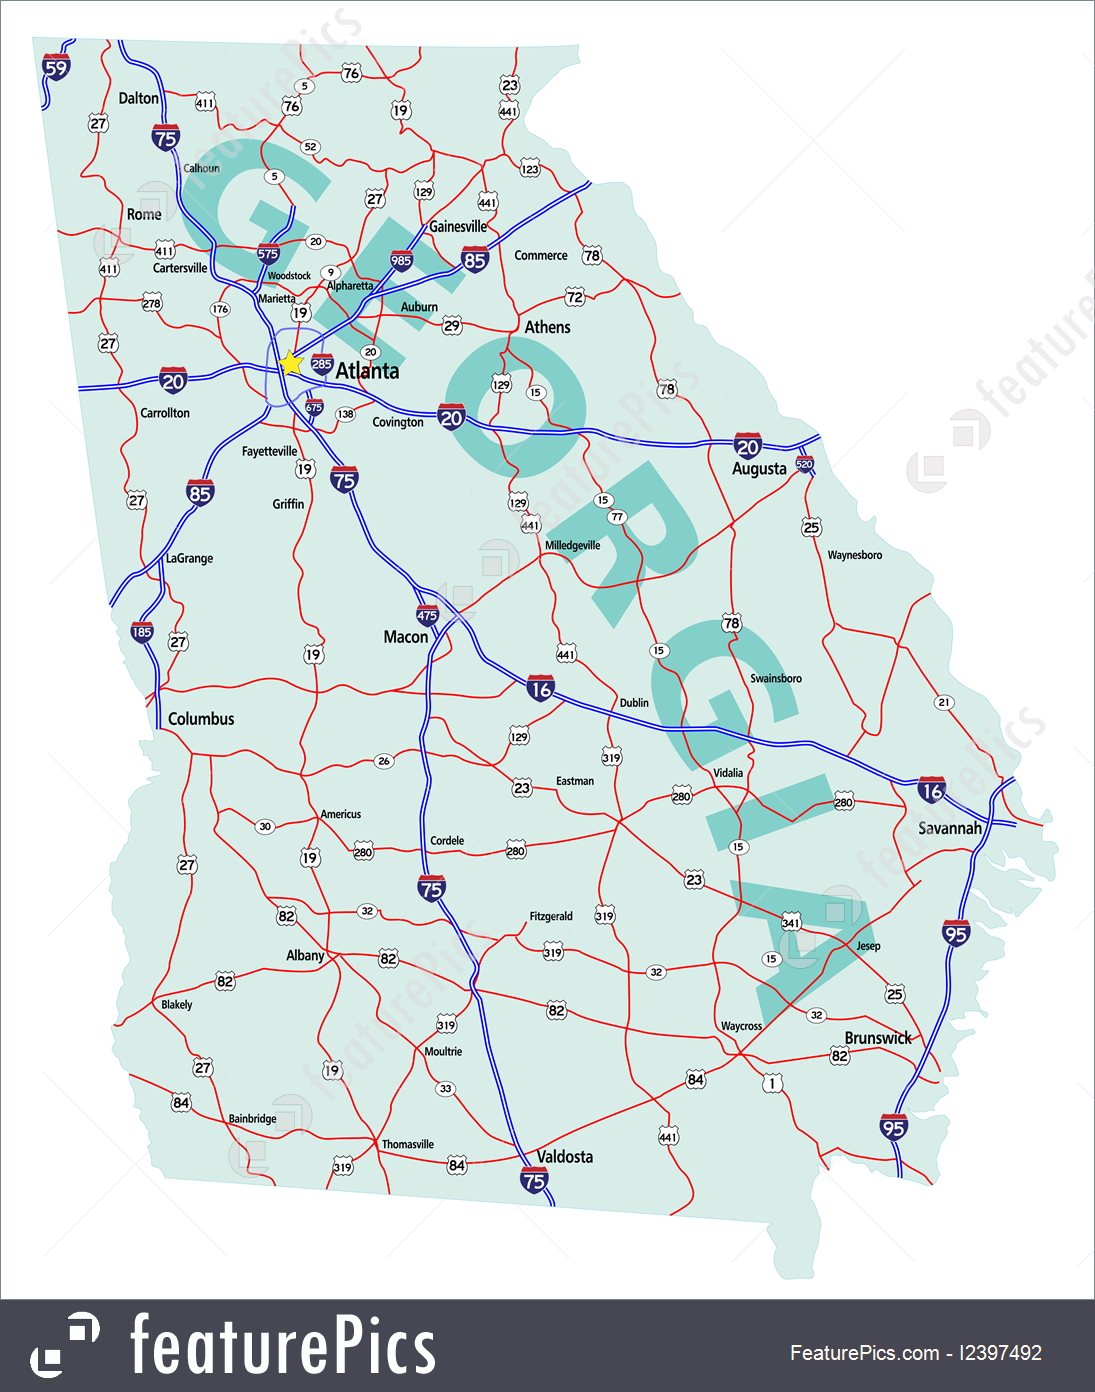 59
Dalton
411
5
76
76
19
23
441
27
75
52
Calhoun
5
27
129
441
123
Rome
Gainesville
411
411
Cartersville
575
20
985
85
Commerce
78
Woodstock
9
Alpharetta
278
176
Marietta
19
Auburn
29
72
Athens
27
20
285
Atlanta
20
Carrollton
675
138
Covington
20
129
15
78
Fayetteville
19
75
20
Augusta
520
27
85
Griffin
129
441
15
77
25
Milledgeville
Waynesboro
LaGrange
185
27
475
Macon
19
441
15
78
16
Swainsboro
Dublin
21
Columbus
129
26
319
Vidalia
23
Eastman
280
280
16
Savannah
30
Americus
280
Cordele
280
15
27
19
75
23
82
32
Fitzgerald
319
341
95
Albany
82
319
Jesep
82
32
15
25
Blakely
82
32
319
Waycross
Brunswick
Moultrie
82
27
19
33
84
1
84
Bainbridge
95
441
Thomasville
319
84
Valdosta
75
GEORGIA
featurePics
featurePics
featurePics
featurePics
featurePics
featurePics
FeaturePics.com - I2397492